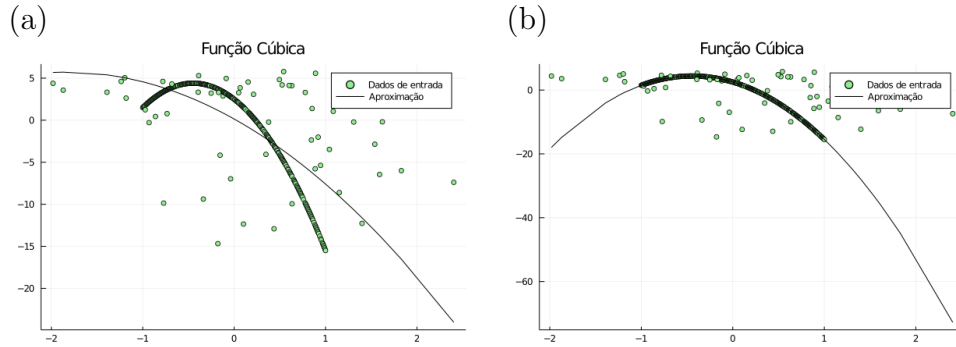 (a)
Função Cúbica
Dados de entrada
Aproximação
5
0
−5
−10
−15
−20
−2
−1
0
1
2
(b)
Função Cúbica
Dados de entrada
Aproximação
0
−20
−40
−60
−2
−1
0
1
2